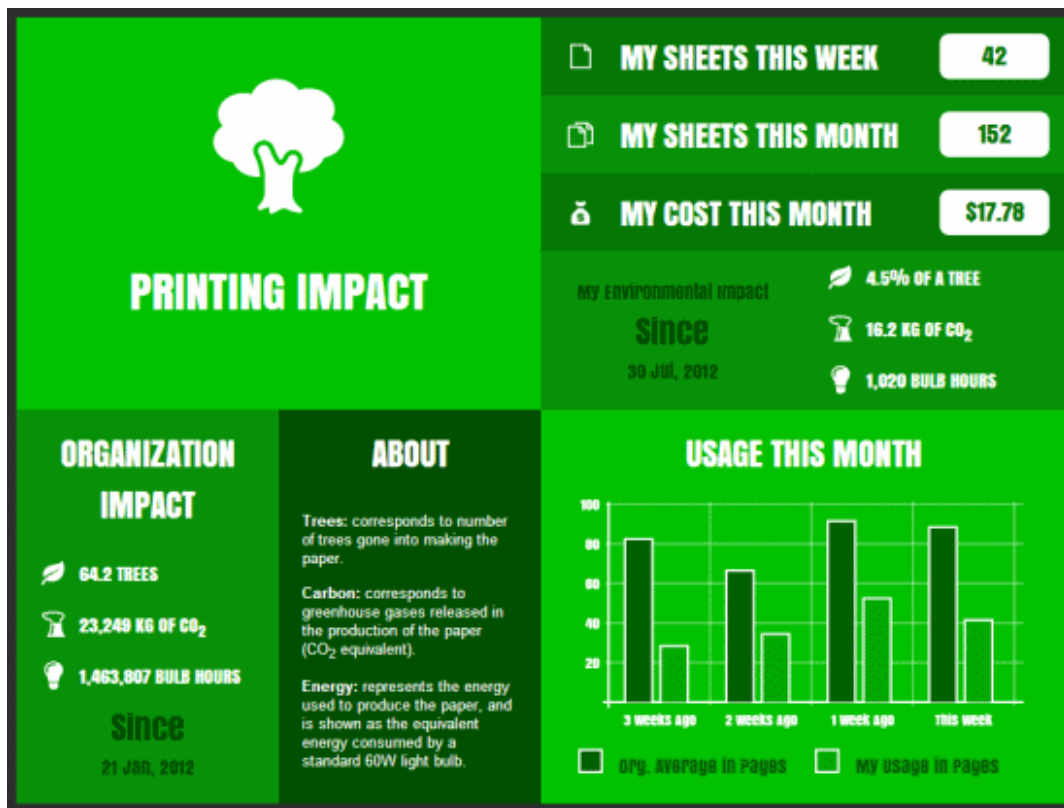 PRINTING IMPACT
MY SHEETS THIS WEEK
42
MY SHEETS THIS MONTH
152
MY COST THIS MONTH
$17.78
My Environmental Impact
Since
30 Jul, 2012
4.5% OF A TREE
16.2 KG OF CO₂
1,020 BULB HOURS
ORGANIZATION
IMPACT
64.2 TREES
23,249 KG OF CO₂
1,463,807 BULB HOURS
Since
21 Jan, 2012
ABOUT
Trees: corresponds to number
of trees gone into making the
paper.
Carbon: corresponds to
greenhouse gases released in
the production of the paper
(CO₂ equivalent).
Energy: represents the energy
used to produce the paper, and
is shown as the equivalent
energy consumed by a
standard 60W light bulb.
USAGE THIS MONTH
100
80
60
40
20
3 weeks ago
2 weeks ago
1 week ago
This week
Org. Average in Pages
My Usage in Pages